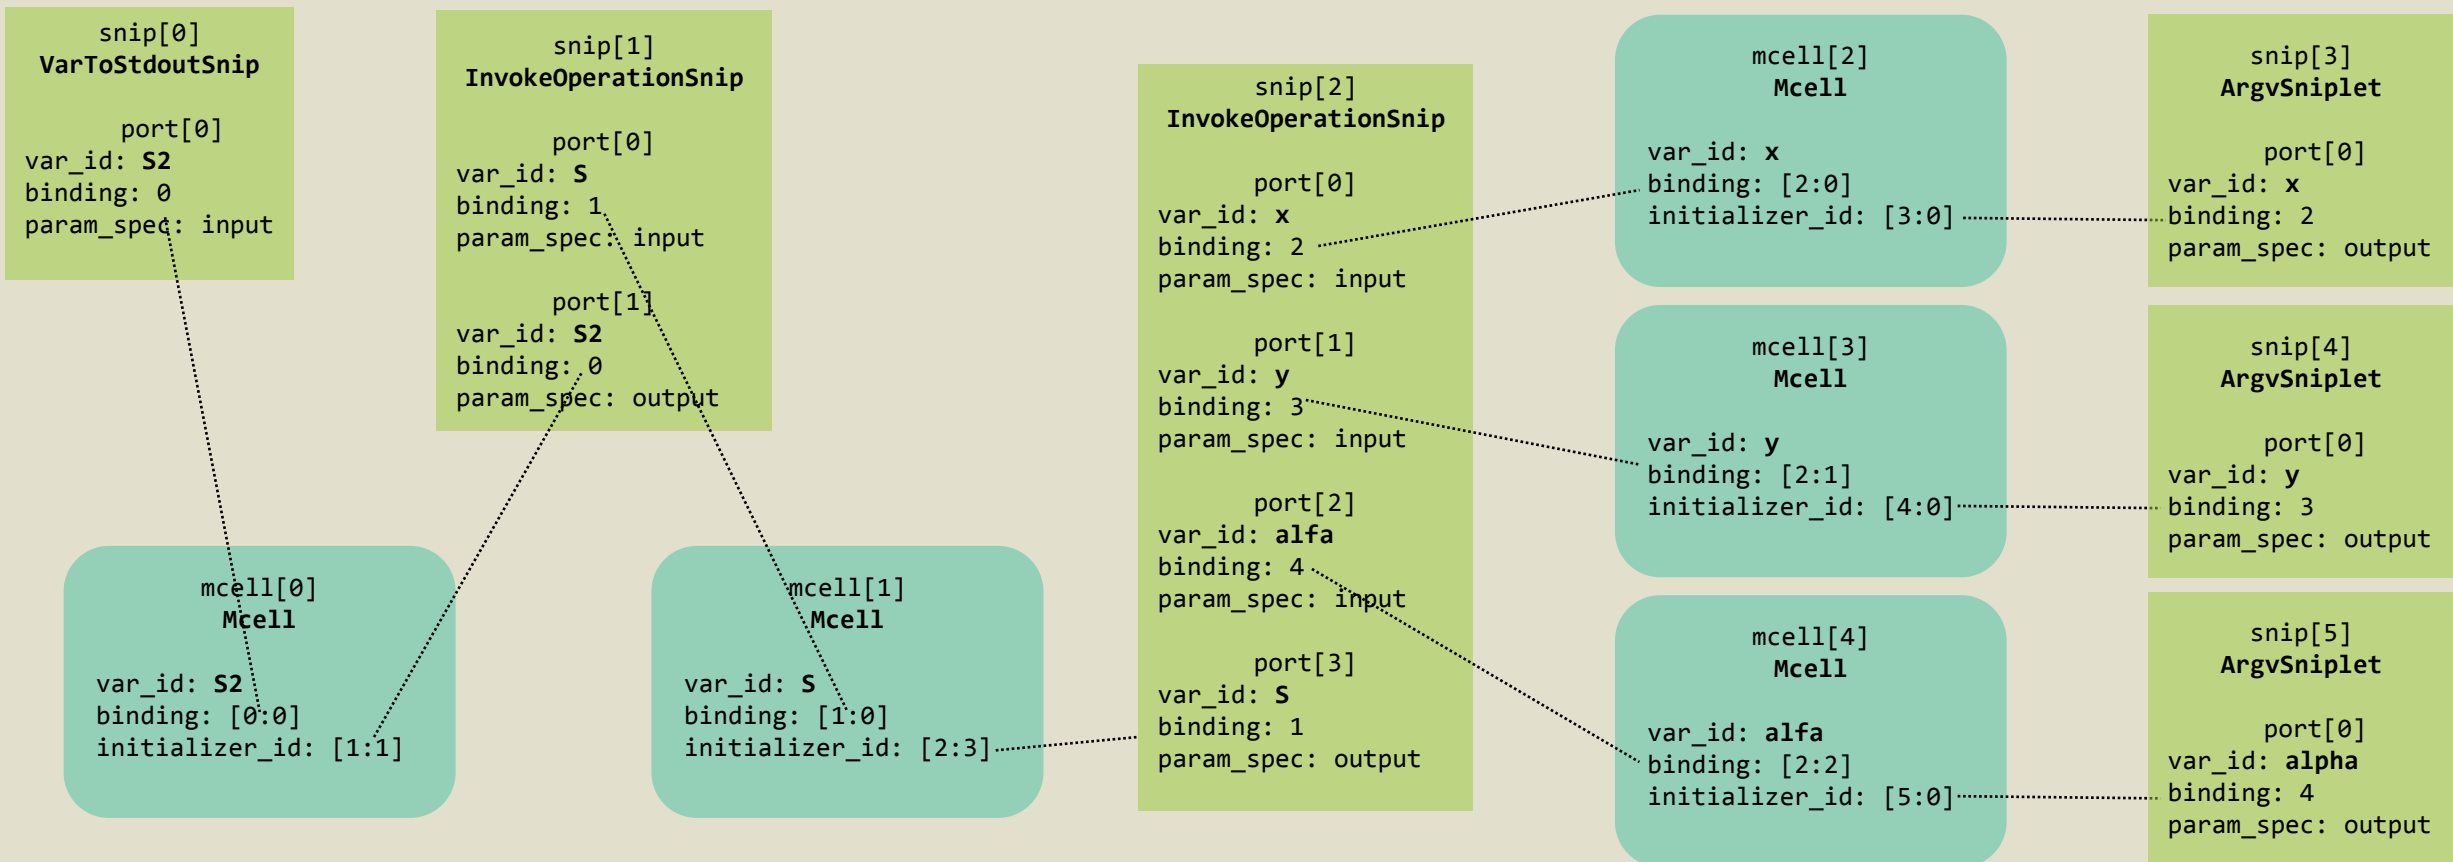 snip[0]
VarToStdoutSnip
port[0]
var_id: S2
binding: 0
param_spec: input
snip[1]
InvokeOperationSnip
port[0]
var_id: S
binding: 1
param_spec: input
port[1]
var_id: S2
binding: 0
param_spec: output
mcell[0]
Mcell
var_id: S2
binding: [0:0]
initializer_id: [1:1]
mcell[1]
Mcell
var_id: S
binding: [1:0]
initializer_id: [2:3]
snip[2]
InvokeOperationSnip
port[0]
var_id: x
binding: 2
param_spec: input
port[1]
var_id: y
binding: 3
param_spec: input
port[2]
var_id: alfa
binding: 4
param_spec: input
port[3]
var_id: S
binding: 1
param_spec: output
mcell[2]
Mcell
var_id: x
binding: [2:0]
initializer_id: [3:0]
mcell[3]
Mcell
var_id: y
binding: [2:1]
initializer_id: [4:0]
mcell[4]
Mcell
var_id: alfa
binding: [2:2]
initializer_id: [5:0]
snip[3]
ArgvSniplet
port[0]
var_id: x
binding: 2
param_spec: output
snip[4]
ArgvSniplet
port[0]
var_id: y
binding: 3
param_spec: output
snip[5]
ArgvSniplet
port[0]
var_id: alpha
binding: 4
param_spec: output